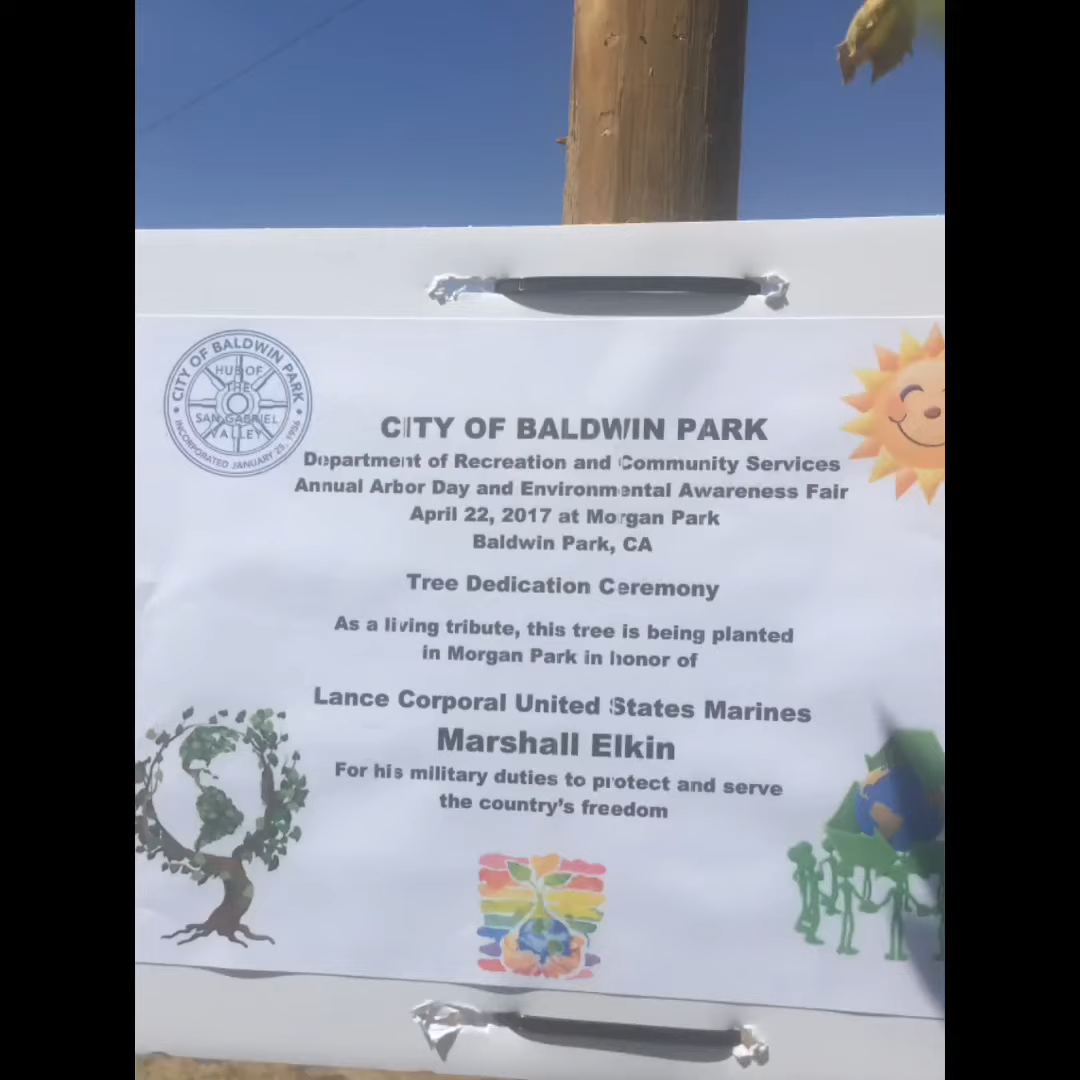 CITY OF BALDWIN PARK
HUB OF
THE
SAN GABRIEL
VALLEY
INCORPORATED JANUARY 25, 1956
CITY OF BALDWIN PARK
Department of Recreation and Community Services
Annual Arbor Day and Environmental Awareness Fair
April 22, 2017 at Morgan Park
Baldwin Park, CA
Tree Dedication Ceremony
As a living tribute, this tree is being planted
in Morgan Park in honor of
Lance Corporal United States Marines
Marshall Elkin
For his military duties to protect and serve
the country's freedom